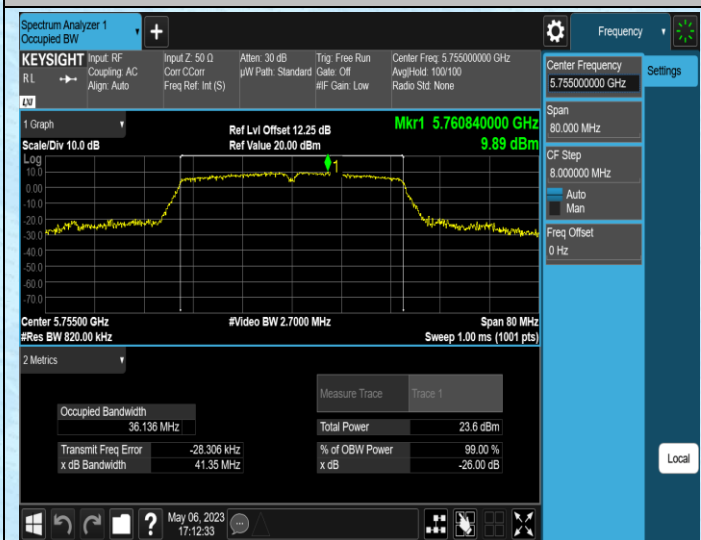 Spectrum Analyzer 1
Occupied BW
Frequency
KEYSIGHT
R L
LXI
Input: RF
Coupling: AC
Align: Auto
Input Z: 50 Ω
Corr CCorr
Freq Ref: Int (S)
Atten: 30 dB
µW Path: Standard
Trig: Free Run
Gate: Off
#IF Gain: Low
Center Freq: 5.755000000 GHz
Avg|Hold: 100/100
Radio Std: None
Center Frequency
5.755000000 GHz
Settings
Span
80.000 MHz
CF Step
8.000000 MHz
Auto
Man
Freq Offset
0 Hz
1 Graph
Scale/Div 10.0 dB
Ref Lvl Offset 12.25 dB
Ref Value 20.00 dBm
Mkr1 5.760840000 GHz
9.89 dBm
Log
10.0
0.00
-10.0
-20.0
-30.0
-40.0
-50.0
-60.0
-70.0
1
Center 5.75500 GHz
#Res BW 820.00 kHz
#Video BW 2.7000 MHz
Span 80 MHz
Sweep 1.00 ms (1001 pts)
2 Metrics
Measure Trace Trace 1
Occupied Bandwidth
36.136 MHz
Total Power 23.6 dBm
Transmit Freq Error -28.306 kHz
% of OBW Power 99.00 %
x dB Bandwidth 41.35 MHz
x dB -26.00 dB
Local
?
May 06, 2023
17:12:33